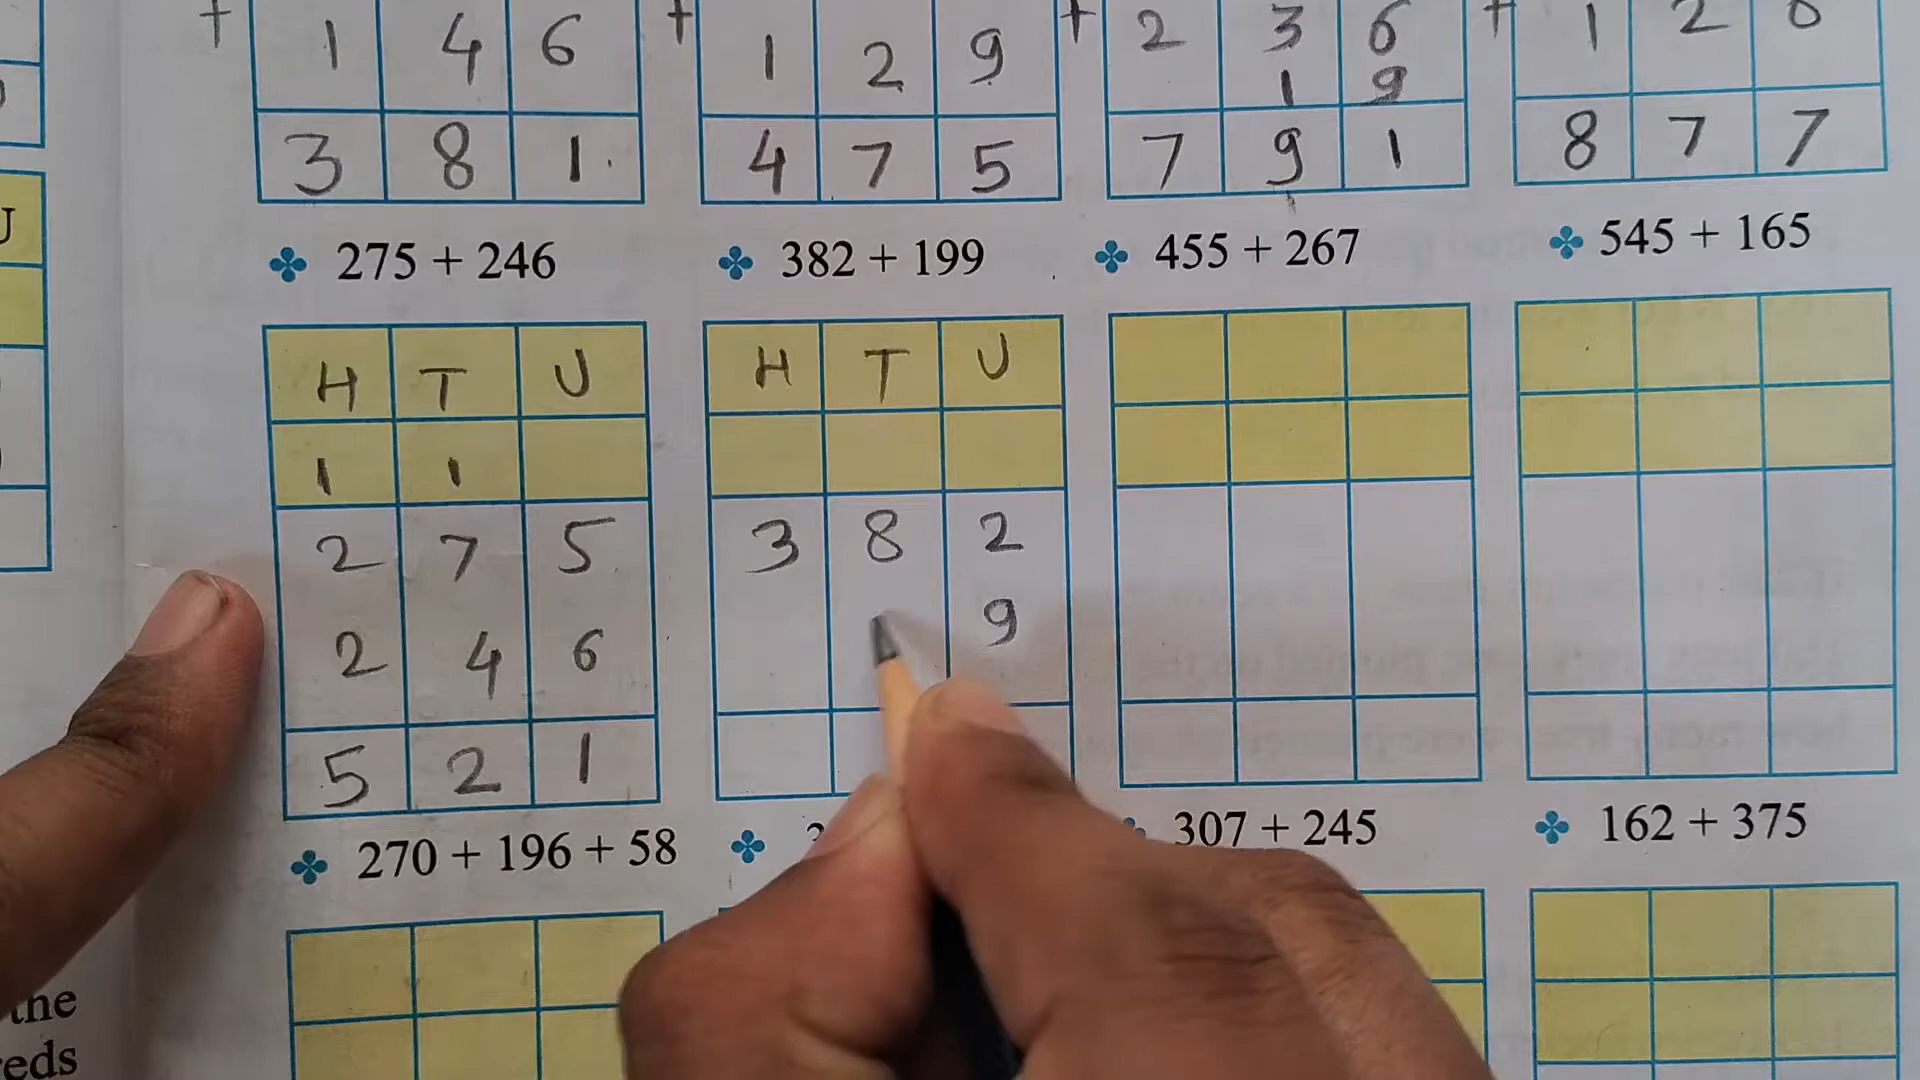 + 1 4 6 + 1 2 9 + 2 3 6 + 1 2
1 9
3 8 1 4 7 5 7 9 1 8 7 7
275 + 246 382 + 199 455 + 267 545 + 165
U
H T U H T U
1 1
2 7 5 3 8 2
2 4 6 9
5 2 1
270 + 196 + 58 307 + 245 162 + 375
the
eds